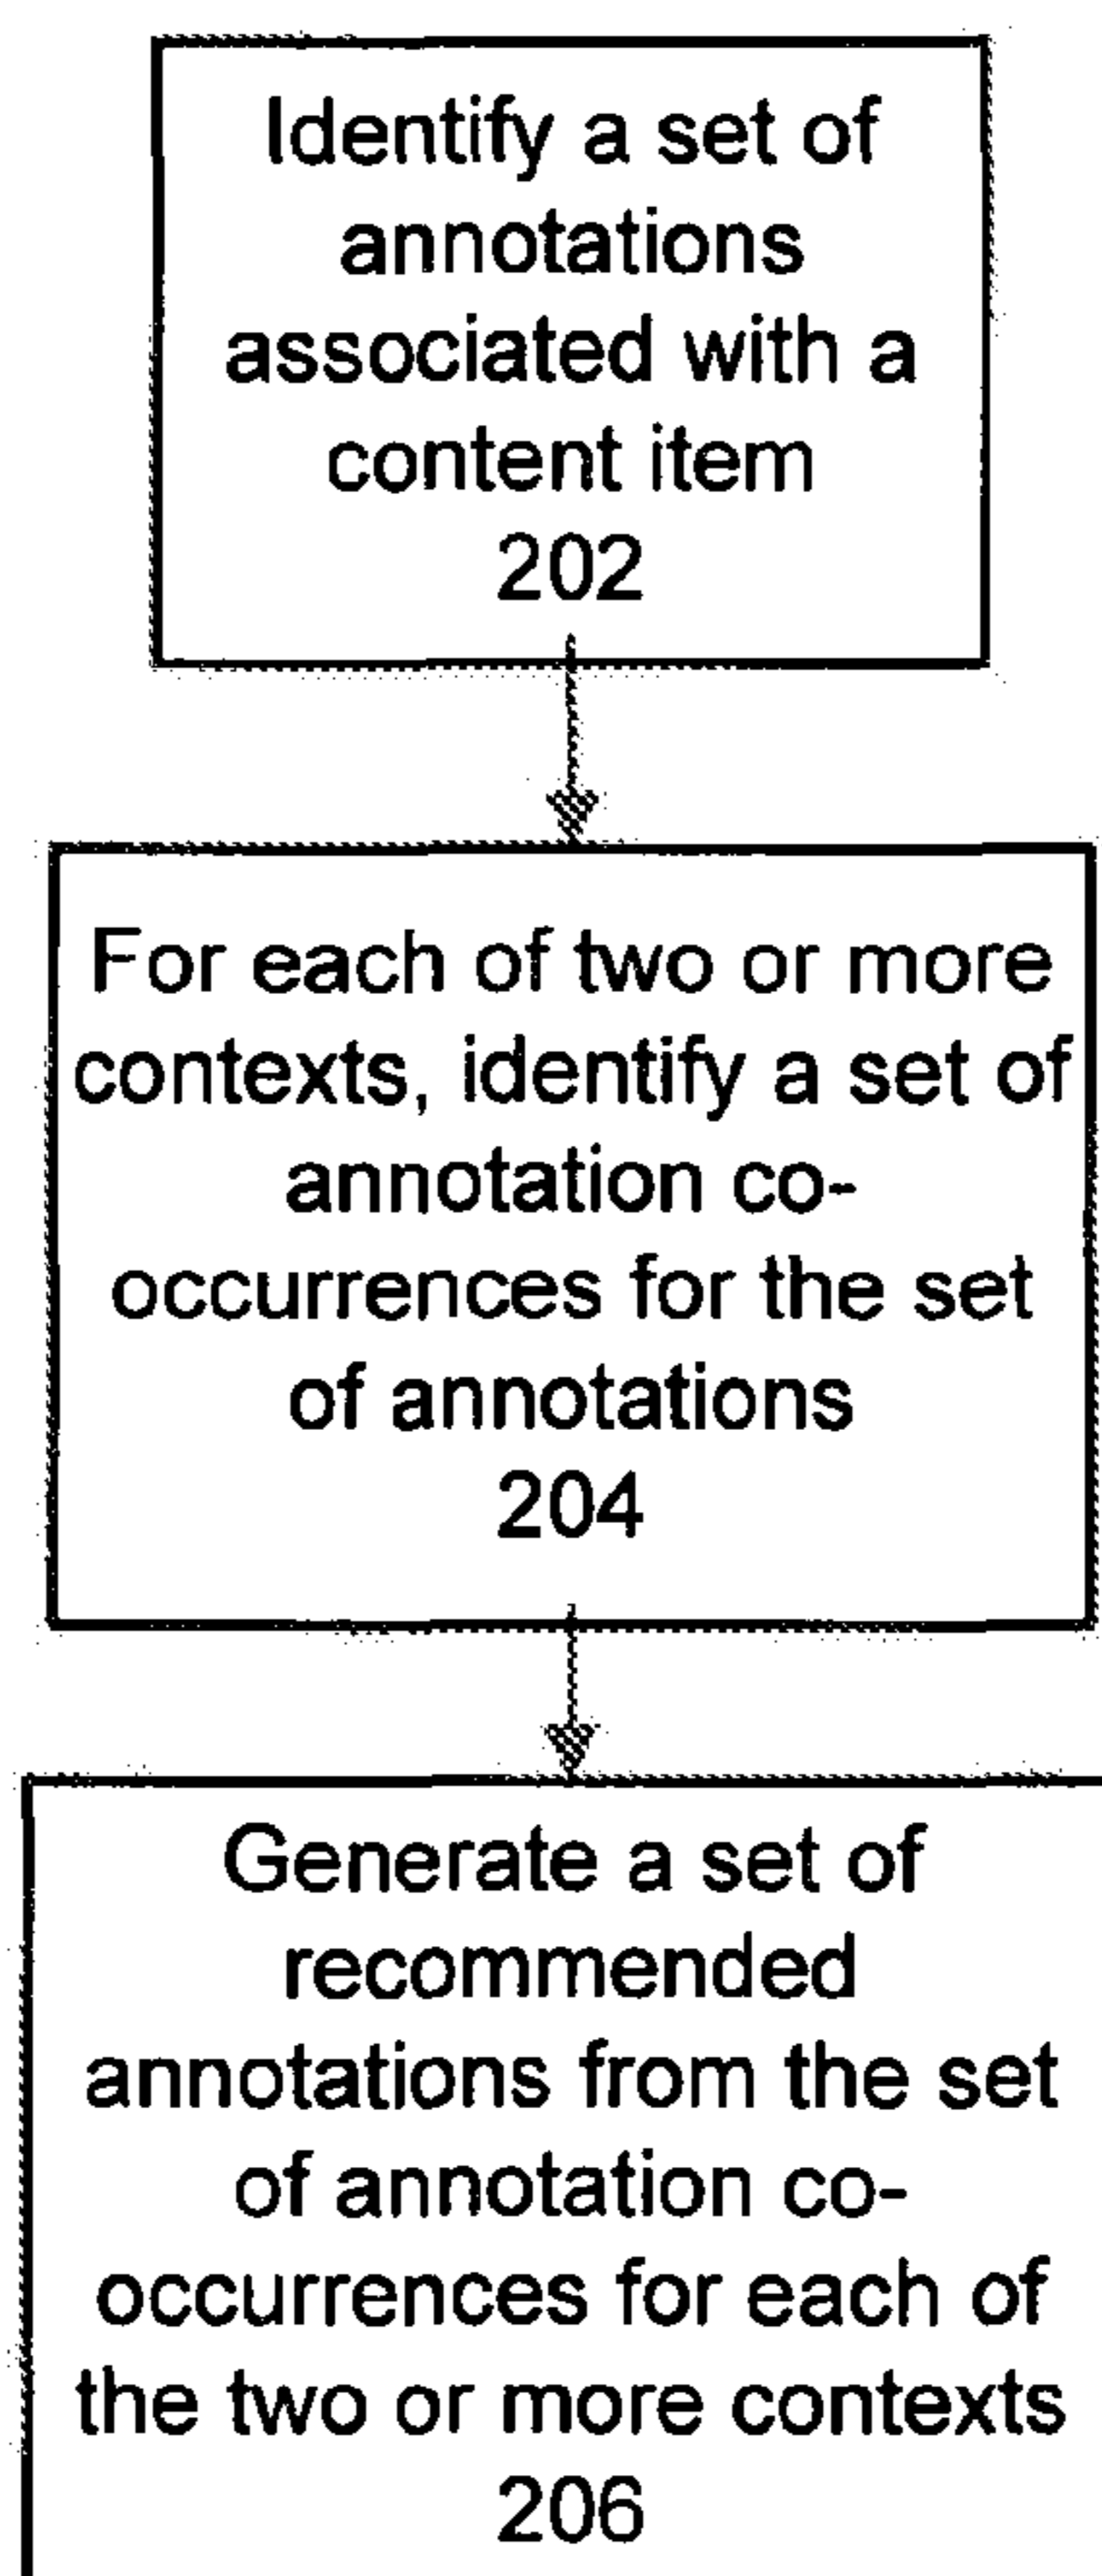 Identify a set of
annotations
associated with a
content item
202
For each of two or more
contexts, identify a set of
annotation co-
occurrences for the set
of annotations
204
Generate a set of
recommended
annotations from the set
of annotation co-
occurrences for each of
the two or more contexts
206